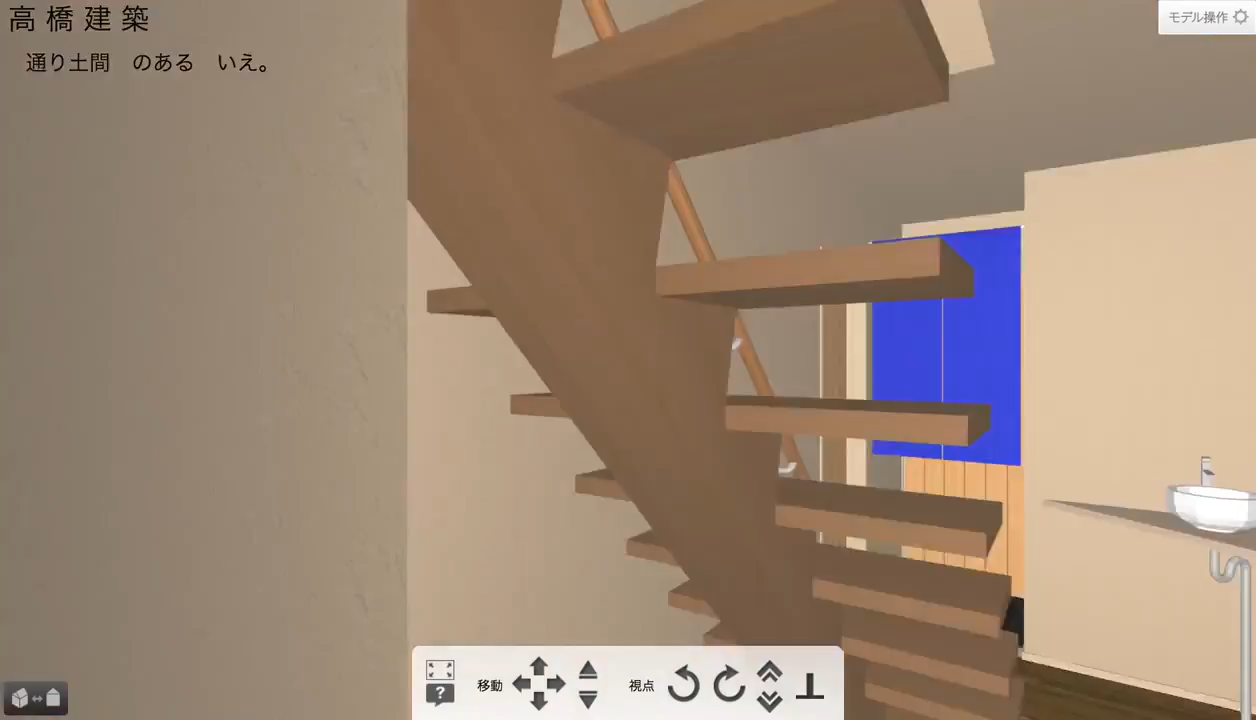 高橋建築
通り土間　のある　いえ。
モデル操作
?
移動
視点